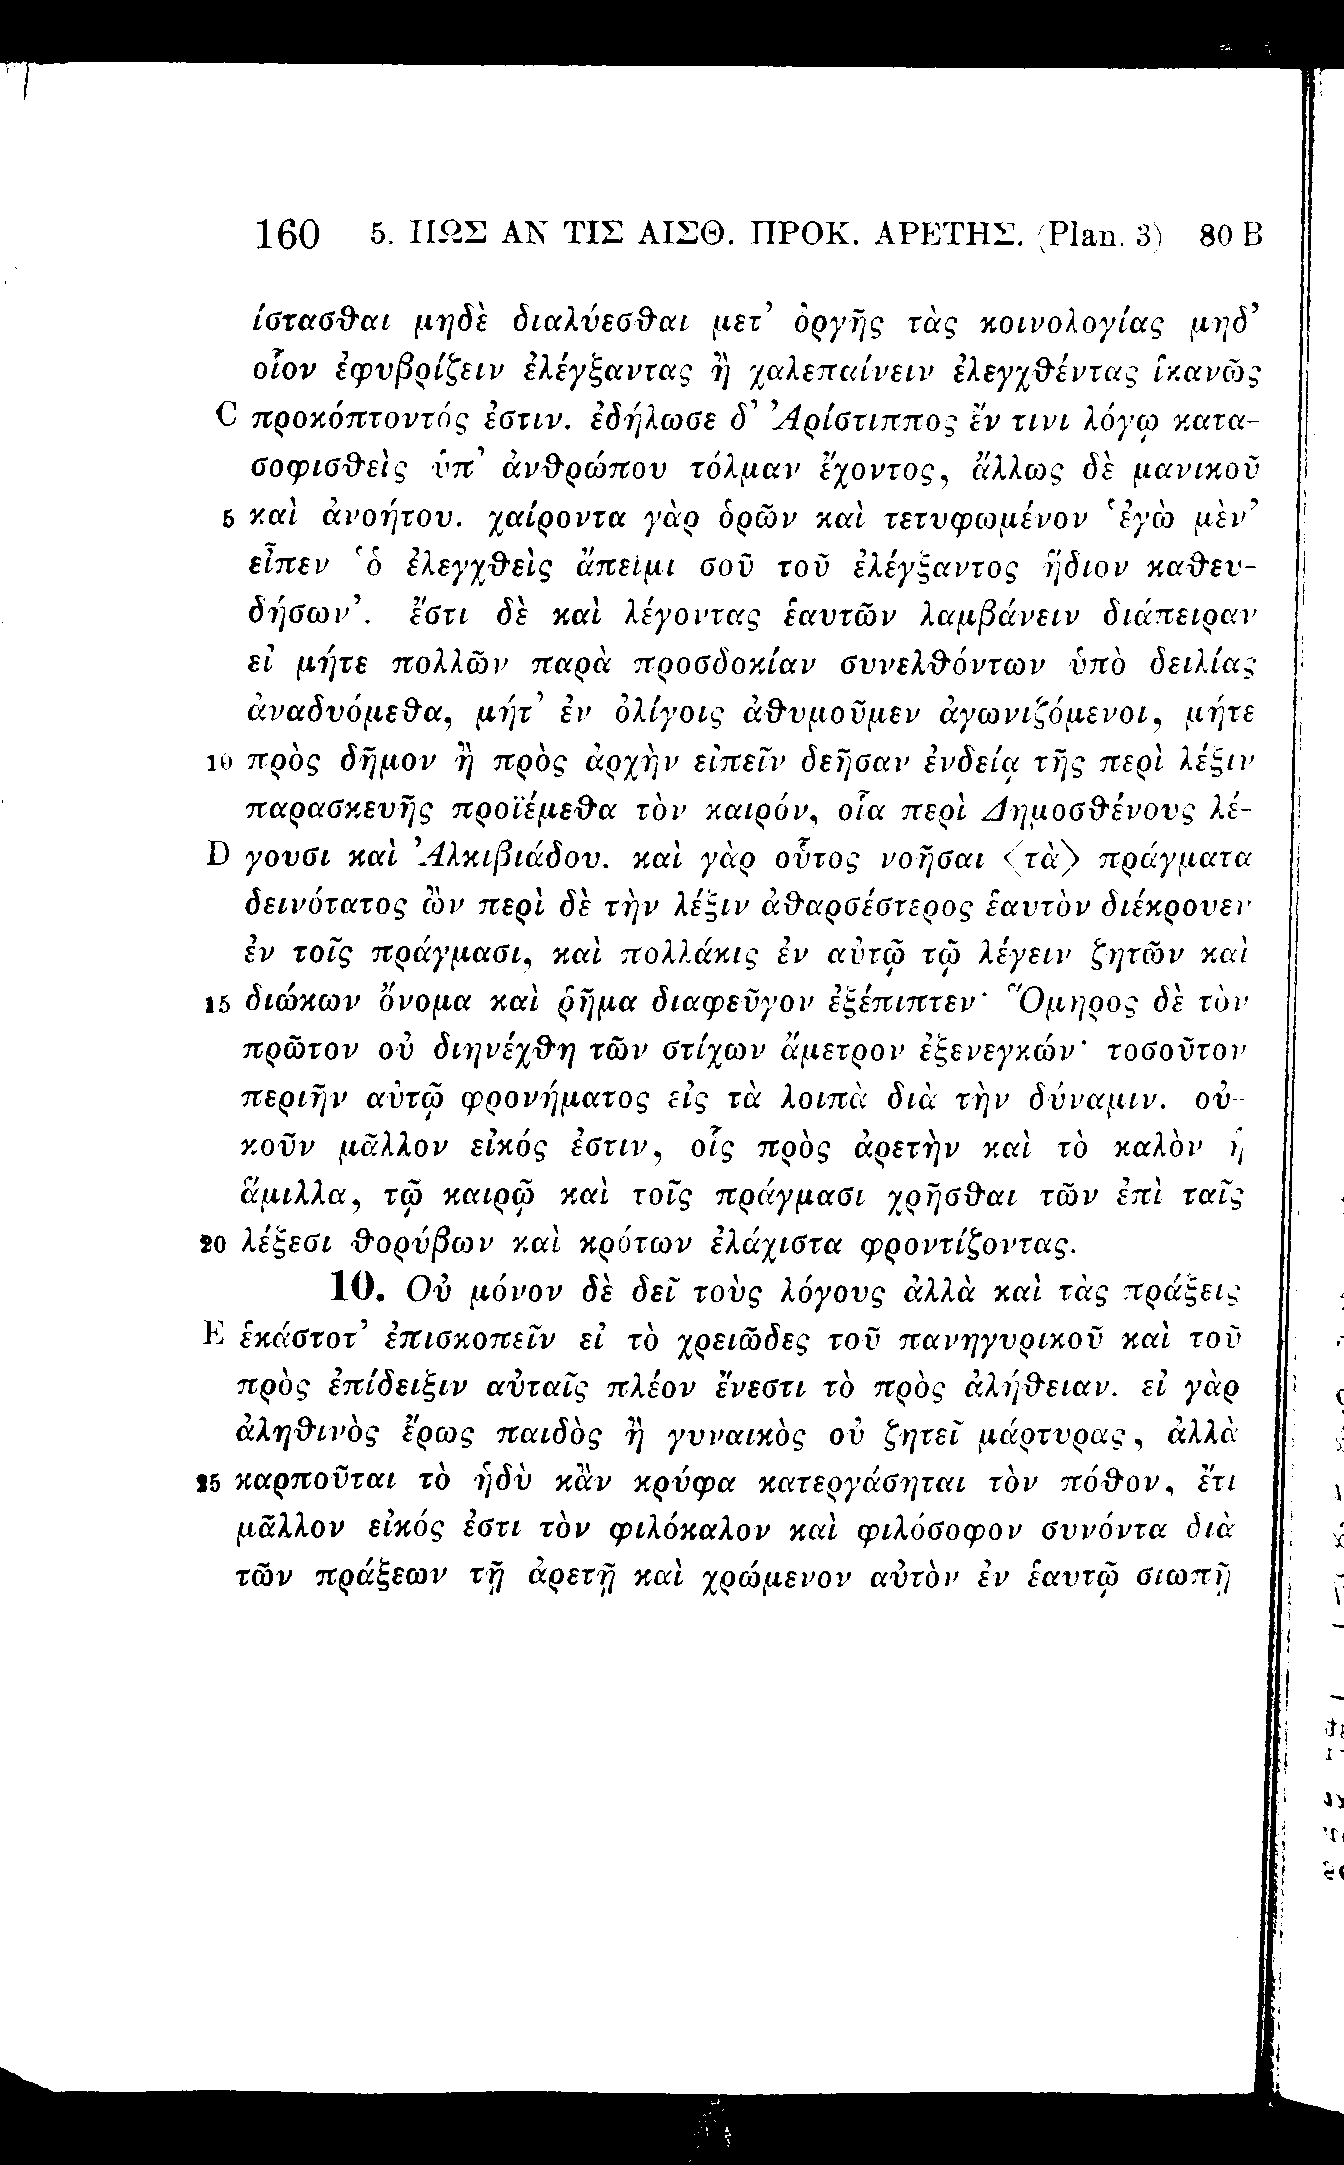 160 5. ΠΩΣ ΑΝ ΤΙΣ ΑΙΣΘ. ΠΡΟΚ. ΑΡΕΤΗΣ. (Plan. 3) 80 B
ίστασθαι μηδὲ διαλύεσθαι μετ’ ὀργῆς τὰς κοινολογίας μηδ’
οἷον ἐφυβρίζειν ἐλέγξαντας ἢ χαλεπαίνειν ἐλεγχθέντας ἱκανῶς
C προκόπτοντός ἐστιν. ἐδήλωσε δ’ Ἀρίστιππος ἔν τινι λόγῳ κατα-
σοφισθεὶς ὑπ’ ἀνθρώπου τόλμαν ἔχοντος, ἄλλως δὲ μανικοῦ
5 καὶ ἀνοήτου. χαίροντα γὰρ ὁρῶν καὶ τετυφωμένον ‘ἐγὼ μὲν’
εἶπεν ‘ὁ ἐλεγχθεὶς ἄπειμι σοῦ τοῦ ἐλέγξαντος ἥδιον καθευ-
δήσων’. ἔστι δὲ καὶ λέγοντας ἑαυτῶν λαμβάνειν διάπειραν
εἰ μήτε πολλῶν παρὰ προσδοκίαν συνελθόντων ὑπὸ δειλίας
ἀναδυόμεθα, μήτ’ ἐν ὀλίγοις ἀθυμοῦμεν ἀγωνιζόμενοι, μήτε
10 πρὸς δῆμον ἢ πρὸς ἀρχὴν εἰπεῖν δεῆσαν ἐνδείᾳ τῆς περὶ λέξιν
παρασκευῆς προϊέμεθα τὸν καιρόν, οἷα περὶ Δημοσθένους λέ-
D γουσι καὶ Ἀλκιβιάδου. καὶ γὰρ οὗτος νοῆσαι <τὰ> πράγματα
δεινότατος ὢν περὶ δὲ τὴν λέξιν ἀθαρσέστερος ἑαυτὸν διέκρουεν
ἐν τοῖς πράγμασι, καὶ πολλάκις ἐν αὐτῷ τῷ λέγειν ζητῶν καὶ
15 διώκων ὄνομα καὶ ῥῆμα διαφεῦγον ἐξέπιπτεν· Ὅμηρος δὲ τὸν
πρῶτον οὐ διηνέχθη τῶν στίχων ἄμετρον ἐξενεγκών· τοσοῦτον
περιῆν αὐτῷ φρονήματος εἰς τὰ λοιπὰ διὰ τὴν δύναμιν. οὐ-
κοῦν μᾶλλον εἰκός ἐστιν, οἷς πρὸς ἀρετὴν καὶ τὸ καλὸν ἡ
ἅμιλλα, τῷ καιρῷ καὶ τοῖς πράγμασι χρῆσθαι τῶν ἐπὶ ταῖς
20 λέξεσι θορύβων καὶ κρότων ἐλάχιστα φροντίζοντας.
10. Οὐ μόνον δὲ δεῖ τοὺς λόγους ἀλλὰ καὶ τὰς πράξεις
E ἑκάστοτ’ ἐπισκοπεῖν εἰ τὸ χρειῶδες τοῦ πανηγυρικοῦ καὶ τοῦ
πρὸς ἐπίδειξιν αὐταῖς πλέον ἔνεστι τὸ πρὸς ἀλήθειαν. εἰ γὰρ
ἀληθινὸς ἔρως παιδὸς ἢ γυναικὸς οὐ ζητεῖ μάρτυρας, ἀλλὰ
25 καρποῦται τὸ ἡδὺ κἂν κρύφα κατεργάσηται τὸν πόθον, ἔτι
μᾶλλον εἰκός ἐστι τὸν φιλόκαλον καὶ φιλόσοφον συνόντα διὰ
τῶν πράξεων τῇ ἀρετῇ καὶ χρώμενον αὐτὸν ἐν ἑαυτῷ σιωπῇ